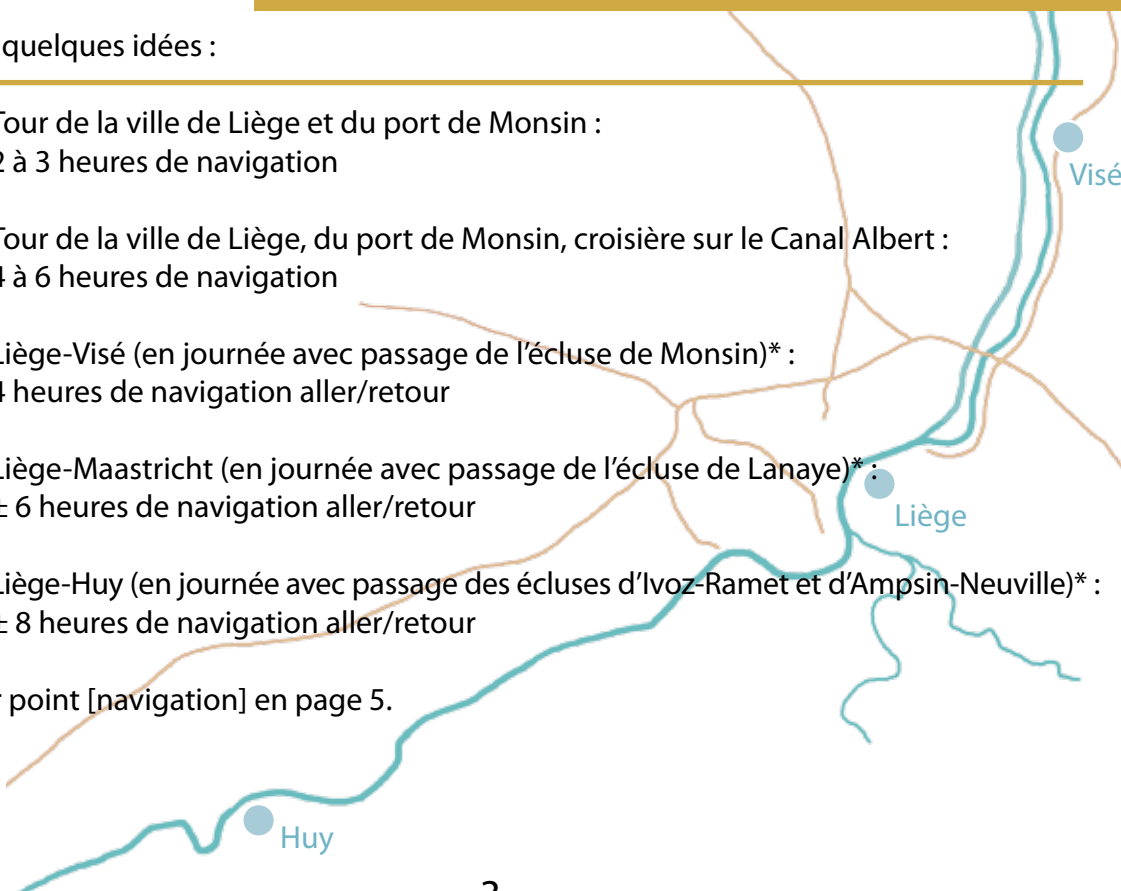 quelques idées :
Tour de la ville de Liège et du port de Monsin :
2 à 3 heures de navigation
Tour de la ville de Liège, du port de Monsin, croisière sur le Canal Albert :
4 à 6 heures de navigation
Liège-Visé (en journée avec passage de l’écluse de Monsin)* :
4 heures de navigation aller/retour
Liège-Maastricht (en journée avec passage de l’écluse de Lanaye)* :
± 6 heures de navigation aller/retour
Liège-Huy (en journée avec passage des écluses d’Ivoz-Ramet et d’Ampsin-Neuville)* :
± 8 heures de navigation aller/retour
point [navigation] en page 5.
Visé
Liège
Huy